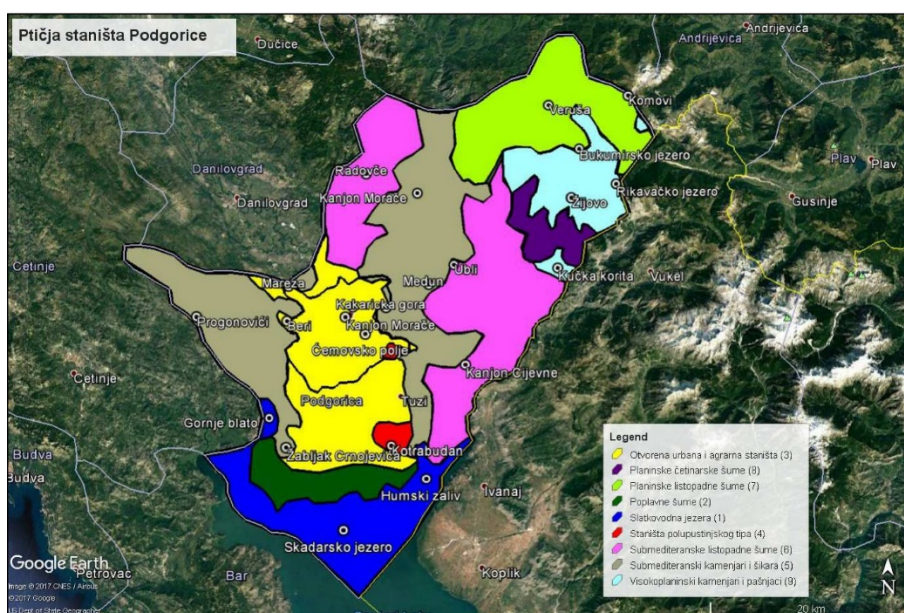 Ptičja staništa Podgorice
Dučice
Andrijevica
Andrijevica
Veruša
Komovi
Danilovgrad
Radovče
Bukumirsko jezero
Plav
Plav
Kanjon Morače
Danilovgrad
Rikavačko jezero
Žijovo
Gusinje
Cetinje
Ubli
Mareza
Medun
Kučka korita
Vukël
Kakaricka gora
Progonovići
Beri
Kanjon Morače
Ćemovsko polje
Cetinje
Kanjon Cijevne
Podgorica
Tuzi
Gornje blato
Žabljak Crnojevića
Kotrabudan
Budva
Budva
Humski zaliv
Ivanaj
Skadarsko jezero
Petrovac
Bar
Koplik
Legend
Otvorena urbana i agrarna staništa (3)
Planinske četinarske šume (8)
Planinske listopadne šume (7)
Poplavne šume (2)
Slatkovodna jezera (1)
Staništa polupustinjskog tipa (4)
Submediteranske listopadne šume (6)
Submediteranski kamenjari i šikara (5)
Visokoplaninski kamenjari i pašnjaci (9)
Google Earth
Image © 2017 CNES / Airbus
©2017 Google
US Dept of State Geographer
N
20 km